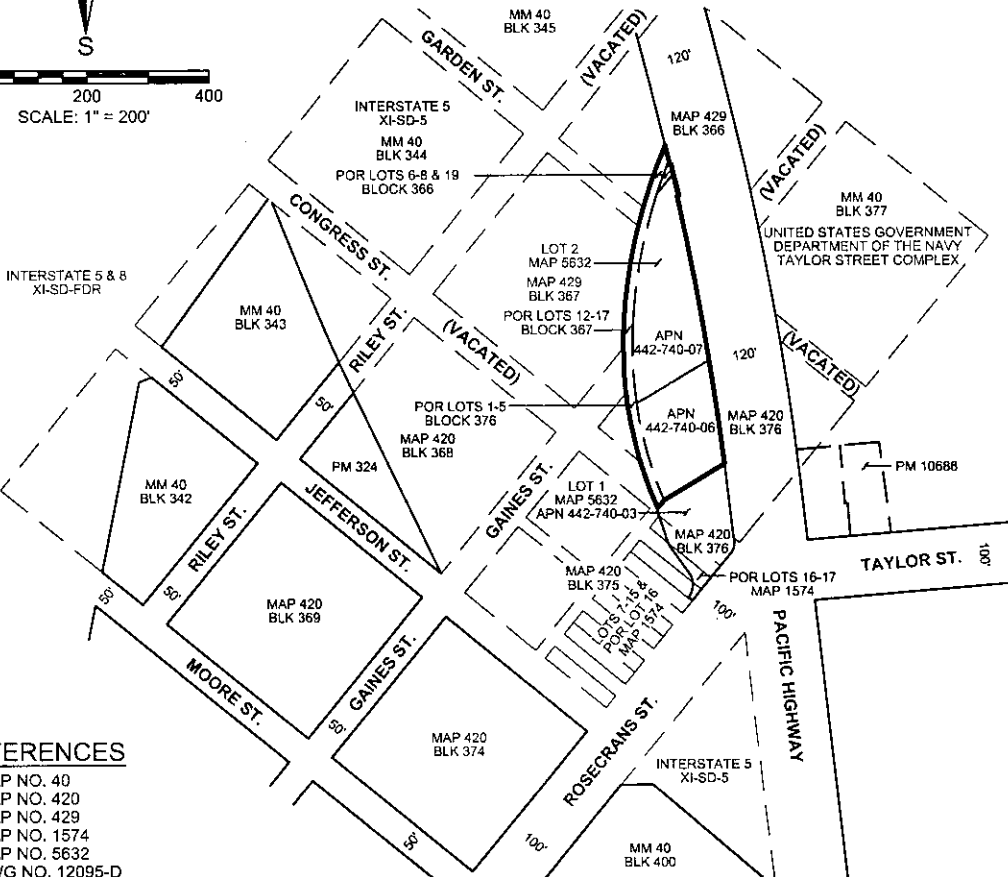 S
200
400
SCALE: 1" = 200'
MM 40
BLK 345
GARDEN ST.
(VACATED)
120'
INTERSTATE 5
XI-SD-5
MM 40
BLK 344
POR LOTS 6-8 & 19
BLOCK 366
MAP 429
BLK 366
(VACATED)
MM 40
BLK 377
UNITED STATES GOVERNMENT
DEPARTMENT OF THE NAVY
TAYLOR STREET COMPLEX
CONGRESS ST.
INTERSTATE 5 & 8
XI-SD-FDR
LOT 2
MAP 5632
MAP 429
BLK 367
POR LOTS 12-17
BLOCK 367
MM 40
BLK 343
RILEY ST.
(VACATED)
APN
442-740-07
120'
(VACATED)
50'
50'
POR LOTS 1-5
BLOCK 376
APN
442-740-06
MAP 420
BLK 376
MAP 420
BLK 368
PM 324
PM 10688
MM 40
BLK 342
JEFFERSON ST.
GAINES ST.
LOT 1
MAP 5632
APN 442-740-03
RILEY ST.
MAP 420
BLK 376
TAYLOR ST.
100'
MAP 420
BLK 375
POR LOTS 16-17
MAP 1574
LOTS 7-15 &
POR LOT 16
MAP 1574
50'
50'
MAP 420
BLK 369
100'
PACIFIC HIGHWAY
MOORE ST.
GAINES ST.
50'
MAP 420
BLK 374
ROSECRANS ST.
INTERSTATE 5
XI-SD-5
50'
100'
MM 40
BLK 400
FERENCES
P NO. 40
P NO. 420
P NO. 429
P NO. 1574
P NO. 5632
G NO. 12095-D